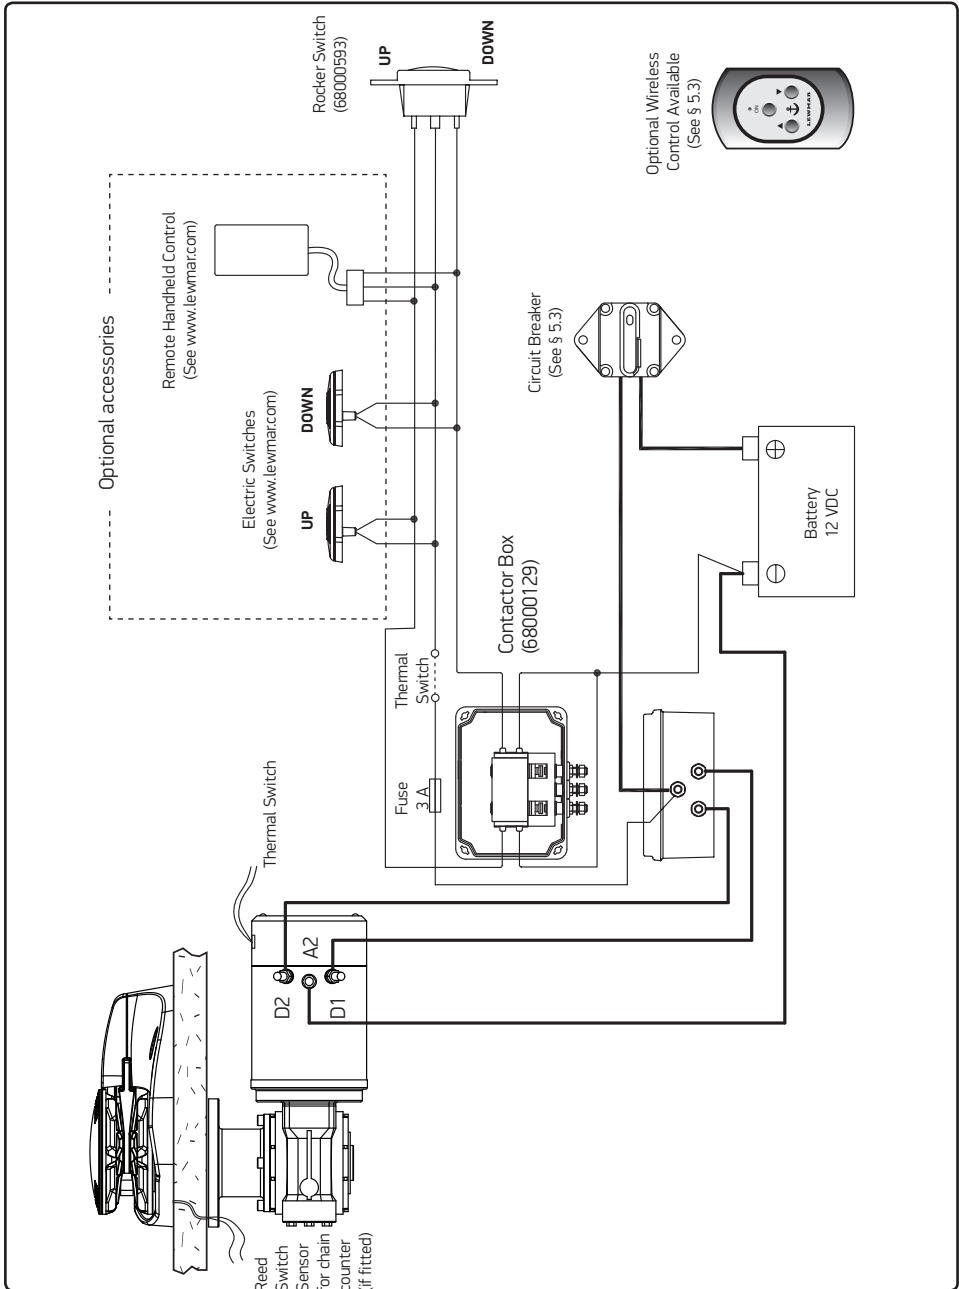 Rocker Switch
(68000593)
UP
DOWN
Optional Wireless
Control Available
(See § 5.3)
ON
LEWMAR
Optional accessories
Remote Handheld Control
(See www.lewmar.com)
Electric Switches
(See www.lewmar.com)
UP
DOWN
Circuit Breaker
(See § 5.3)
Battery
12 VDC
Contactor Box
(68000129)
Thermal
Switch
Fuse
3 A
Thermal Switch
D2
A2
D1
Reed
Switch
Sensor
for chain
counter
(if fitted)